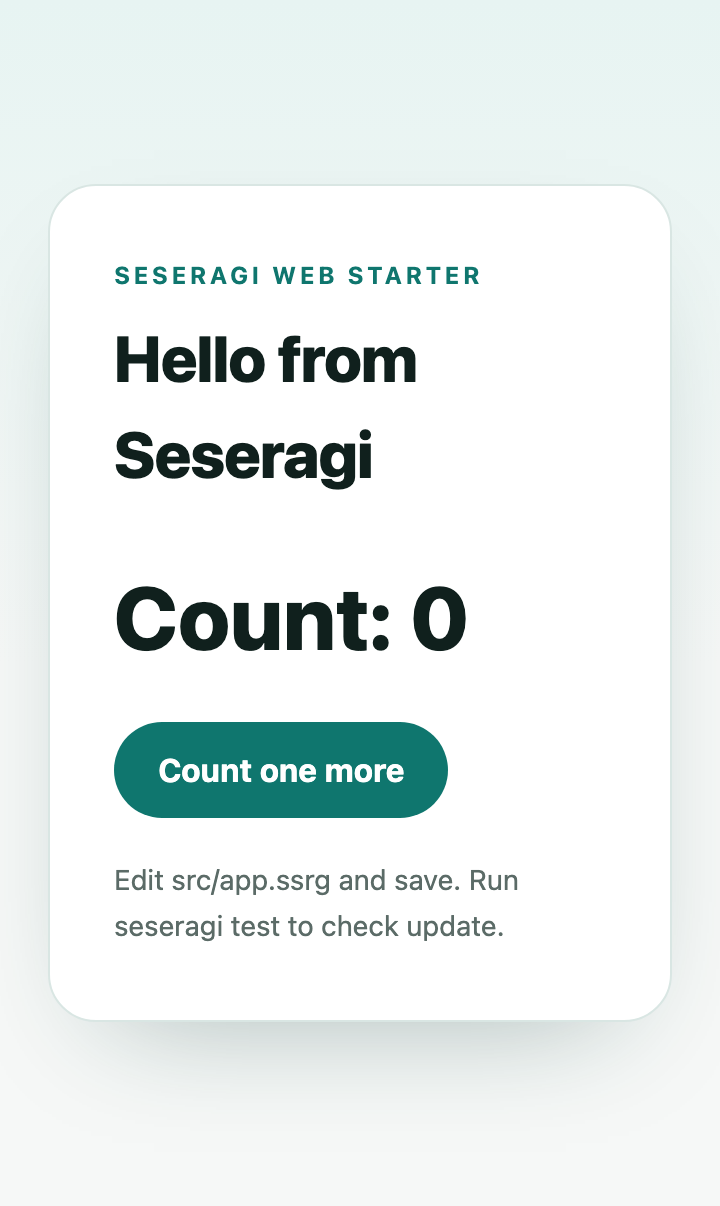 SESERAGI WEB STARTER
Hello from
Seseragi
Count: 0
Count one more
Edit src/app.ssrg and save. Run
seseragi test to check update.